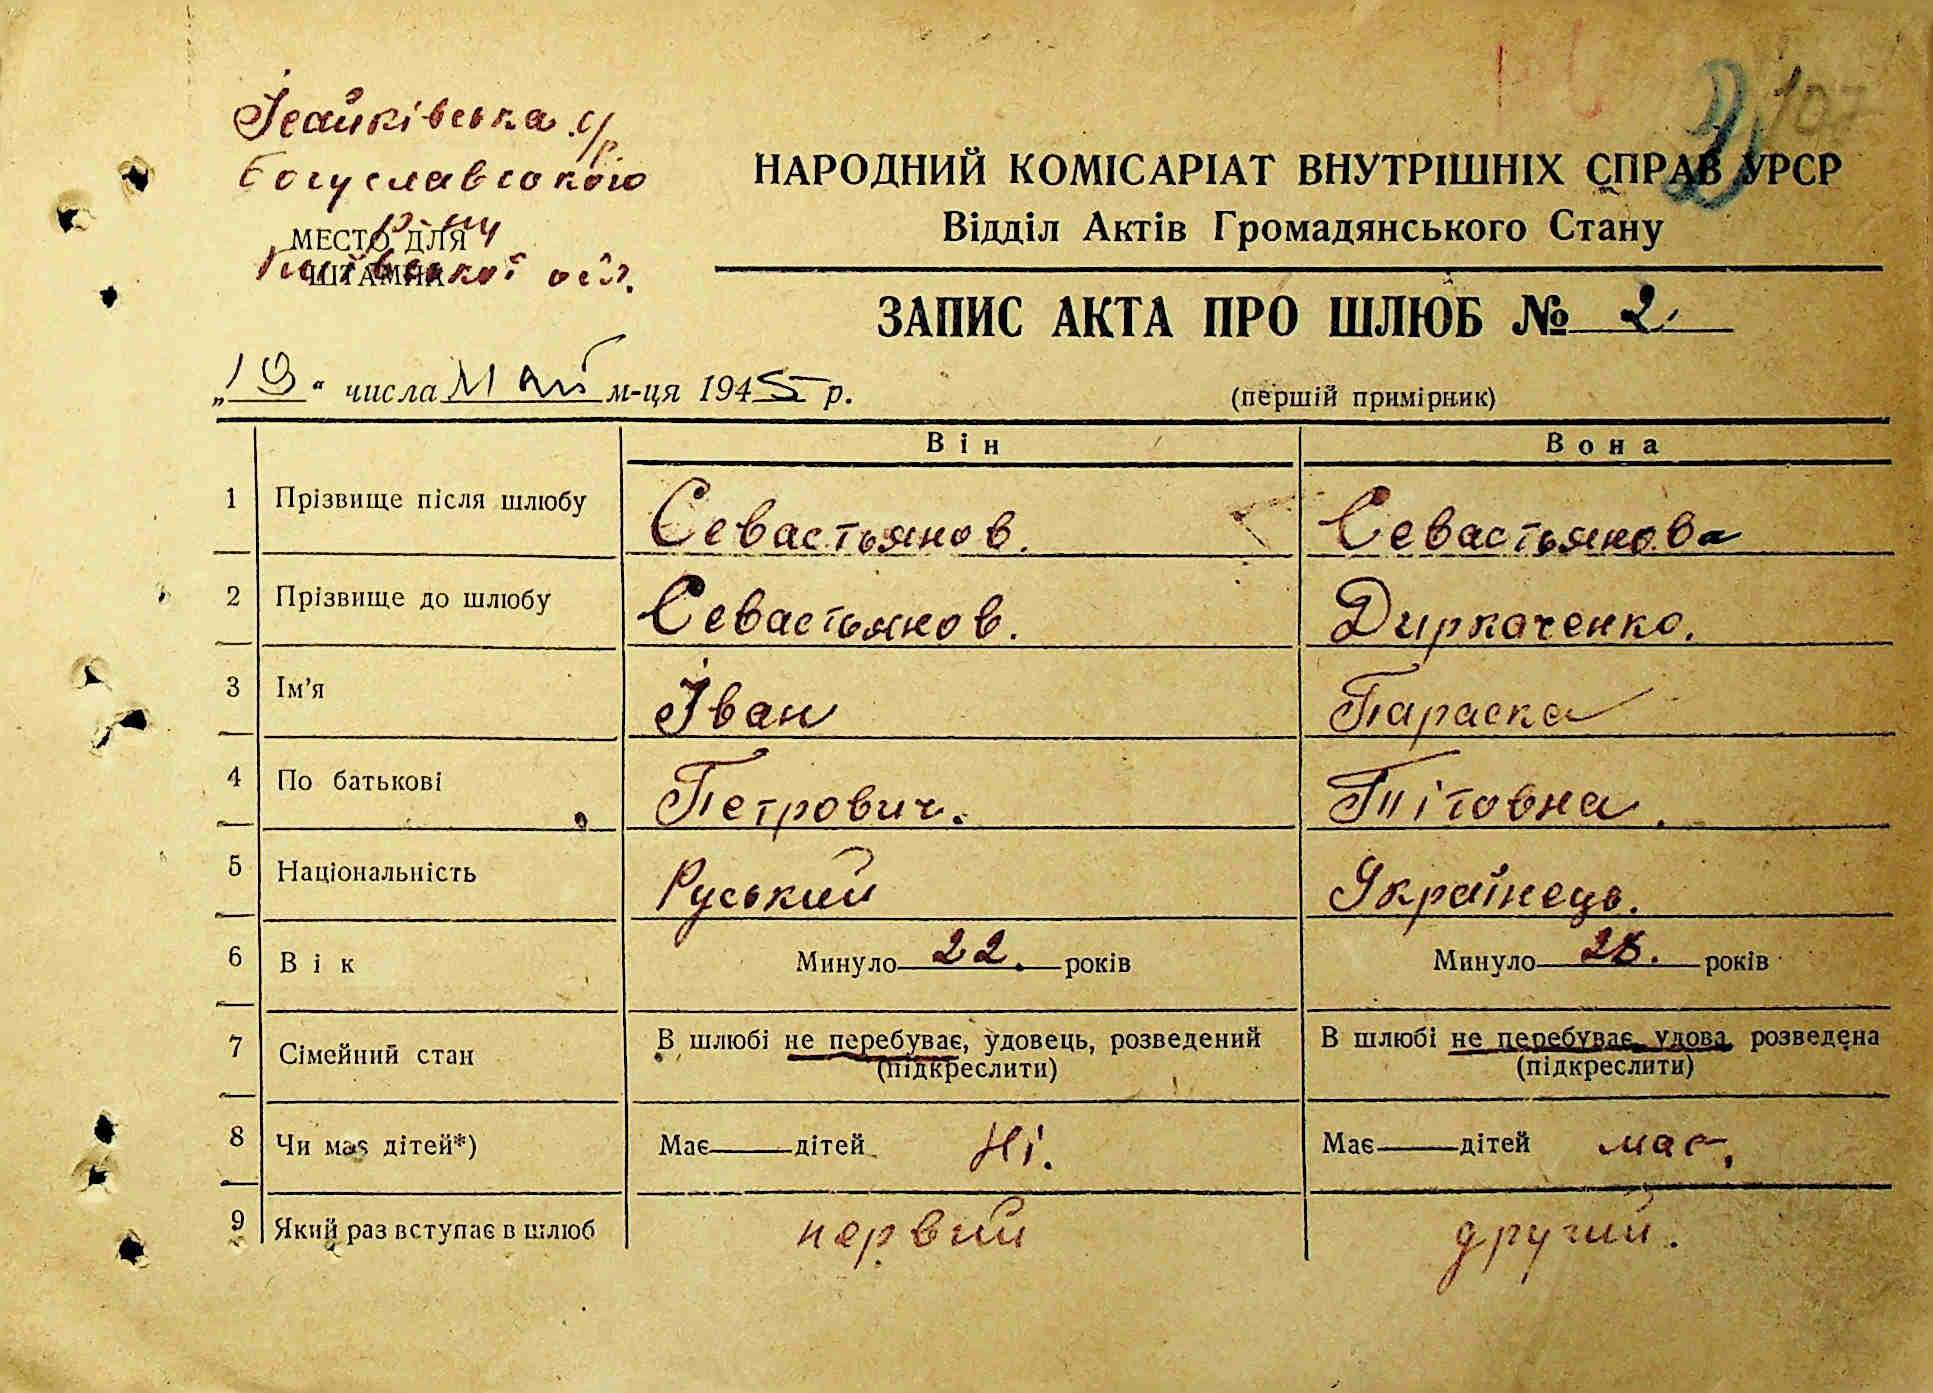 Ісайківська с/р.
Богуславського
р-ну
Київської обл.
МЕСТО ДЛЯ
ШТАМПА
107
НАРОДНИЙ КОМІСАРІАТ ВНУТРІШНІХ СПРАВ УРСР
Відділ Актів Громадянського Стану
ЗАПИС АКТА ПРО ШЛЮБ № 2
„19“ числа Май м-ця 1945 р.
(першій примірник)
Він Вона
1 Прізвище після шлюбу Севастьянов. Севастьянова
2 Прізвище до шлюбу Севастьянов. Диркаченко.
3 Ім'я Іван Параска
4 По батькові Петрович. Тітовна.
5 Національність Руський Українець.
6 Вік Минуло 22. років Минуло років
7 Сімейний стан В шлюбі не перебуває, удовець, розведений В шлюбі не перебуває, удова, розведена
(підкреслити) (підкреслити)
8 Чи має дітей*) Має — дітей Ні. Має — дітей має.
9 Який раз вступає в шлюб первий другий.